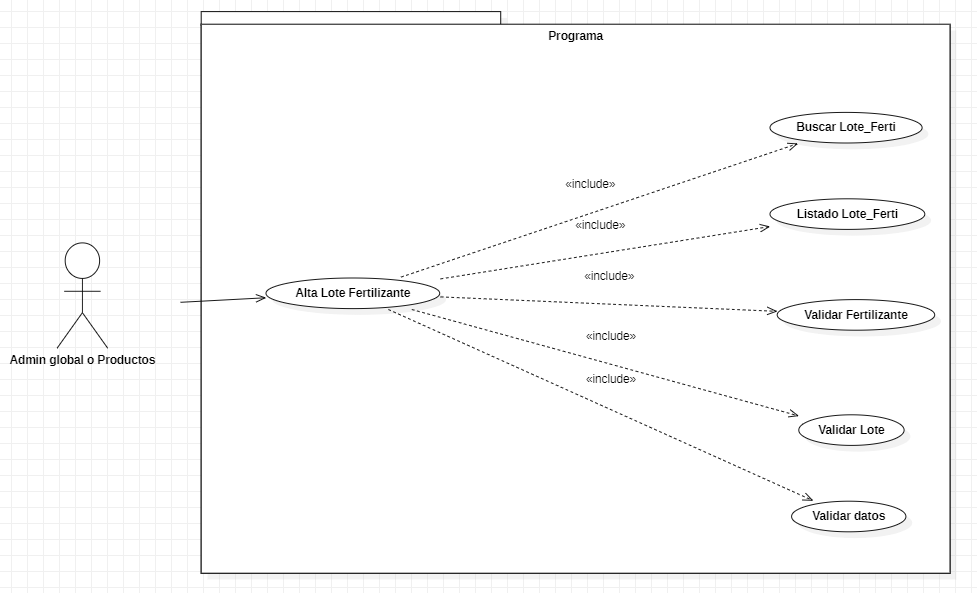 Programa
Buscar Lote_Ferti
«include»
Listado Lote_Ferti
«include»
«include»
Alta Lote Fertilizante
Validar Fertilizante
«include»
Admin global o Productos
«include»
Validar Lote
Validar datos